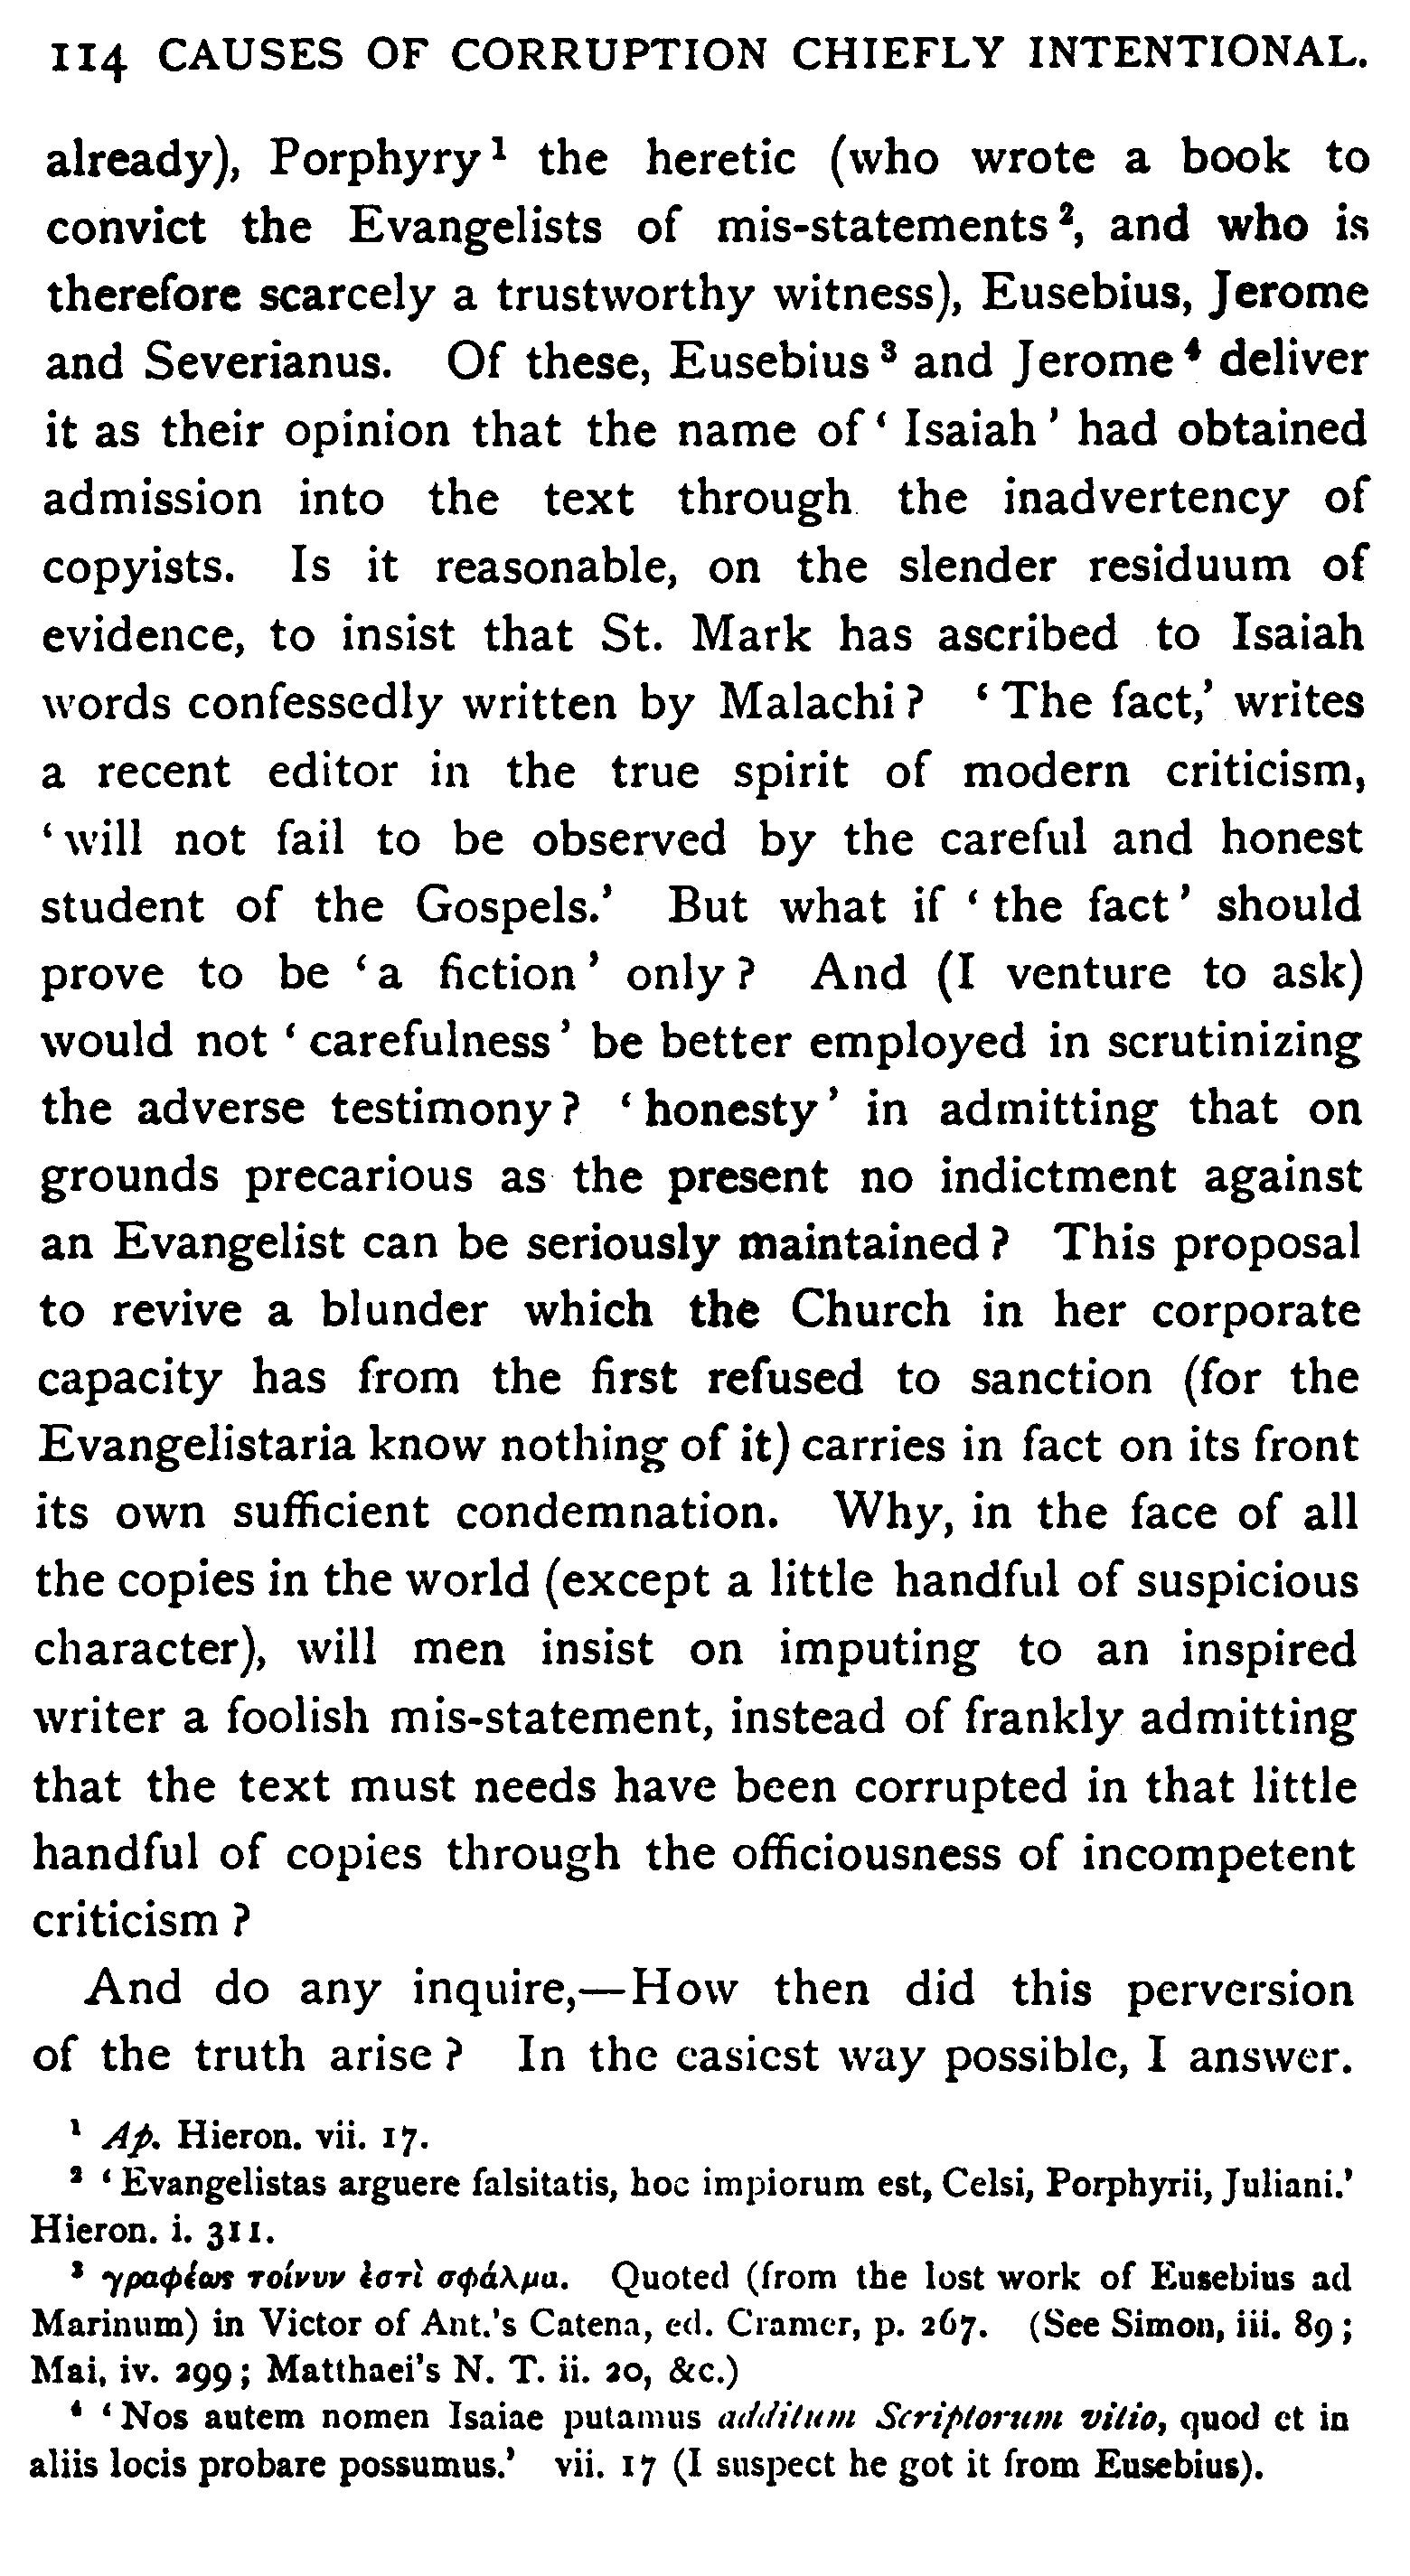 114 CAUSES OF CORRUPTION CHIEFLY INTENTIONAL.
already), Porphyry¹ the heretic (who wrote a book to
convict the Evangelists of mis-statements², and who is
therefore scarcely a trustworthy witness), Eusebius, Jerome
and Severianus. Of these, Eusebius³ and Jerome⁴ deliver
it as their opinion that the name of ‘Isaiah’ had obtained
admission into the text through the inadvertency of
copyists. Is it reasonable, on the slender residuum of
evidence, to insist that St. Mark has ascribed to Isaiah
words confessedly written by Malachi? ‘The fact,’ writes
a recent editor in the true spirit of modern criticism,
‘will not fail to be observed by the careful and honest
student of the Gospels.’ But what if ‘the fact’ should
prove to be ‘a fiction’ only? And (I venture to ask)
would not ‘carefulness’ be better employed in scrutinizing
the adverse testimony? ‘honesty’ in admitting that on
grounds precarious as the present no indictment against
an Evangelist can be seriously maintained? This proposal
to revive a blunder which the Church in her corporate
capacity has from the first refused to sanction (for the
Evangelistaria know nothing of it) carries in fact on its front
its own sufficient condemnation. Why, in the face of all
the copies in the world (except a little handful of suspicious
character), will men insist on imputing to an inspired
writer a foolish mis-statement, instead of frankly admitting
that the text must needs have been corrupted in that little
handful of copies through the officiousness of incompetent
criticism?
And do any inquire,—How then did this perversion
of the truth arise? In the easiest way possible, I answer.
¹ Ap. Hieron. vii. 17.
² ‘Evangelistas arguere falsitatis, hoc impiorum est, Celsi, Porphyrii, Juliani.’
Hieron. i. 311.
³ γραφέως τοίνυν ἐστὶ σφάλμα. Quoted (from the lost work of Eusebius ad
Marinum) in Victor of Ant.'s Catena, ed. Cramer, p. 267. (See Simon, iii. 89;
Mai, iv. 299; Matthaei's N. T. ii. 20, &c.)
⁴ ‘Nos autem nomen Isaiae putamus additum Scriptorum vitio, quod et in
aliis locis probare possumus.’ vii. 17 (I suspect he got it from Eusebius).